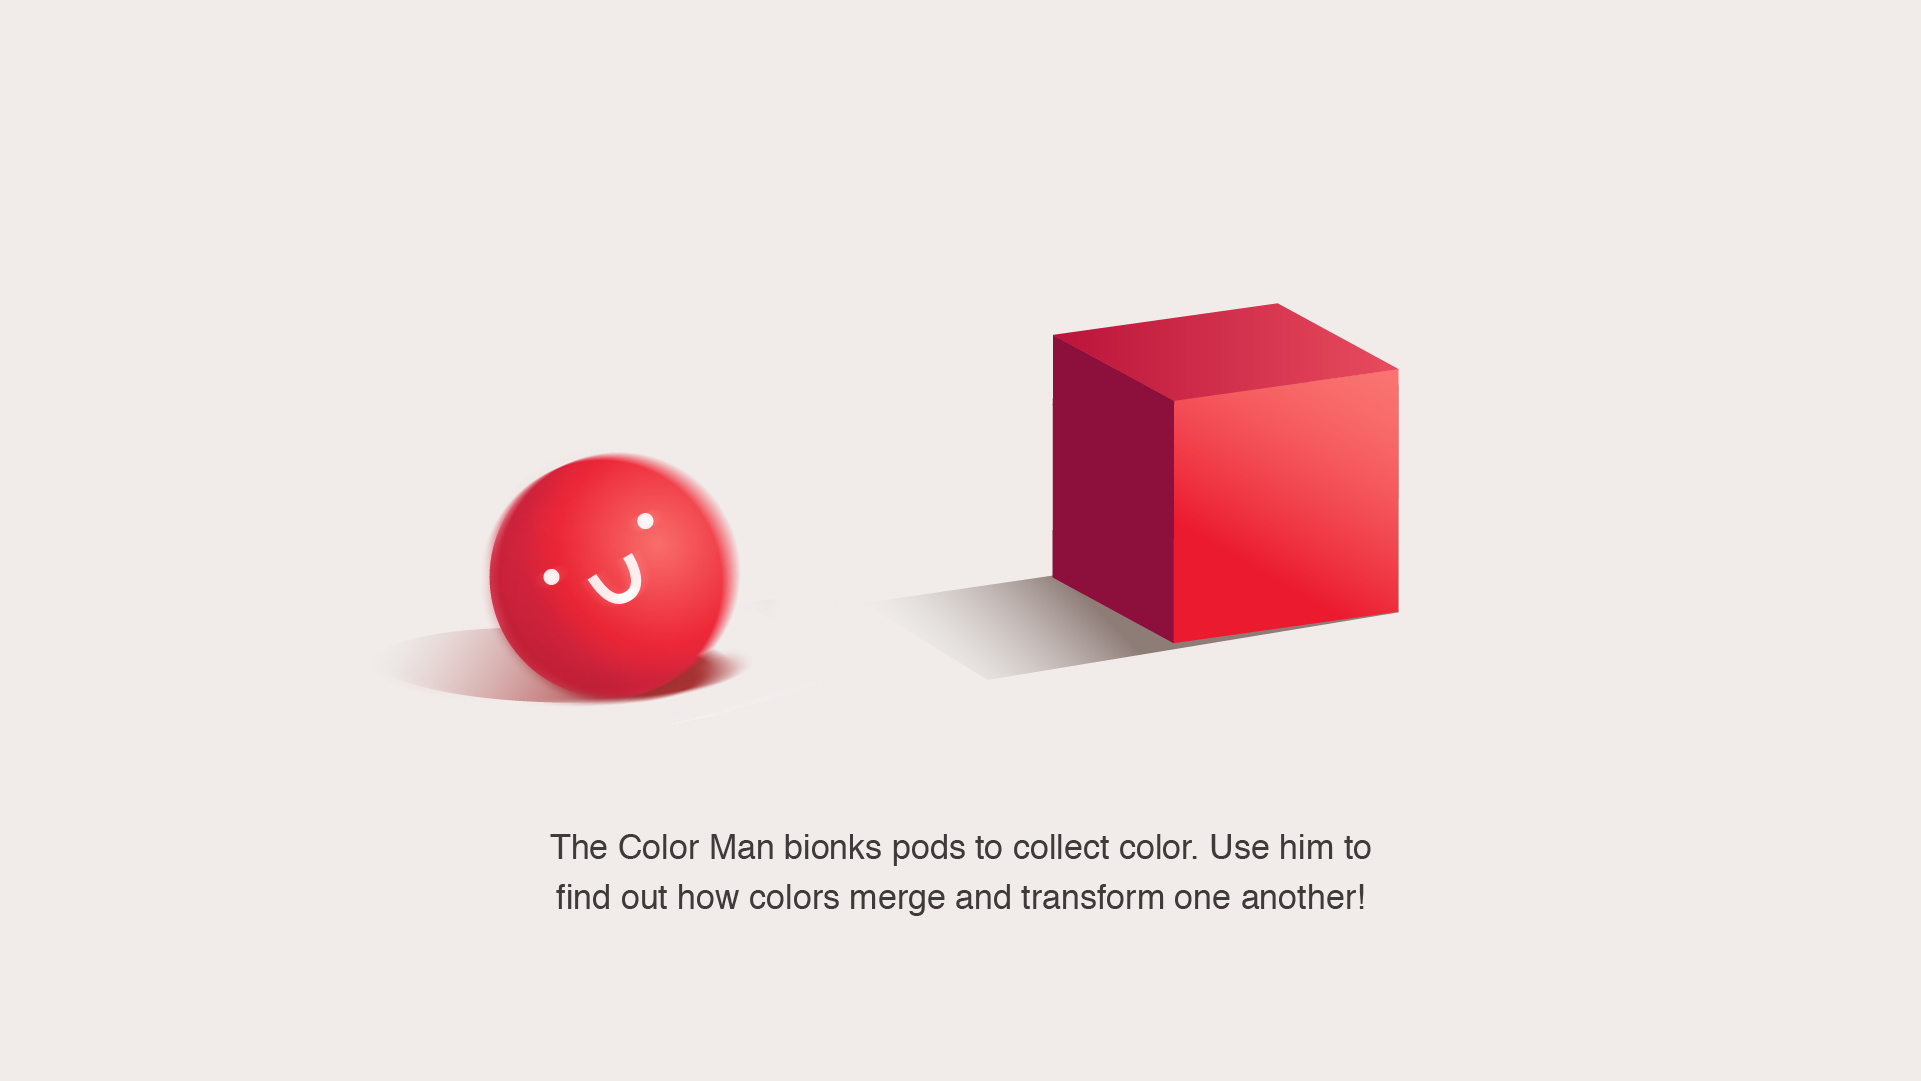 The Color Man bionks pods to collect color. Use him to
find out how colors merge and transform one another!